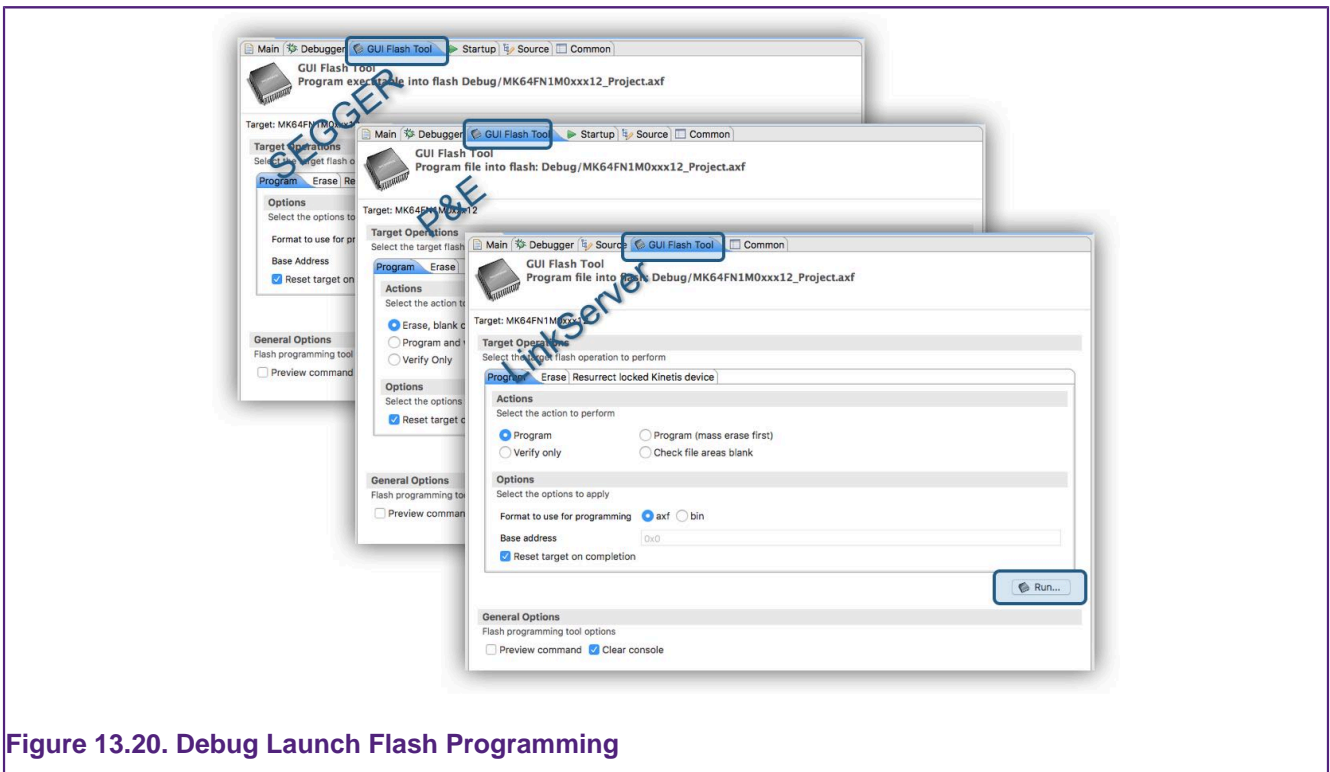 Main Debugger GUI Flash Tool Startup Source Common
GUI Flash Tool
Program executable into flash Debug/MK64FN1M0xxx12_Project.axf
SEGGER
Target: MK64FN1M0xxx12
Target Operations
Select the target flash o
Program Erase Re
Options
Select the options to
Format to use for pr
Base Address
Reset target on
General Options
Flash programming tool
Preview command
Main Debugger GUI Flash Tool Startup Source Common
GUI Flash Tool
Program file into flash: Debug/MK64FN1M0xxx12_Project.axf
P&E
Target: MK64FN1M0xxx12
Target Operations
Select the target flash
Program Erase
Actions
Select the action to
Erase, blank c
Program and v
Verify Only
Options
Select the options
Reset target o
General Options
Flash programming too
Preview comman
Main Debugger Source GUI Flash Tool Common
GUI Flash Tool
Program file into flash: Debug/MK64FN1M0xxx12_Project.axf
LinkServer
Target: MK64FN1M0xxx12
Target Operations
Select the target flash operation to perform
Program Erase Resurrect locked Kinetis device
Actions
Select the action to perform
Program Program (mass erase first)
Verify only Check file areas blank
Options
Select the options to apply
Format to use for programming axf bin
Base address 0x0
Reset target on completion
Run...
General Options
Flash programming tool options
Preview command Clear console
Figure 13.20. Debug Launch Flash Programming